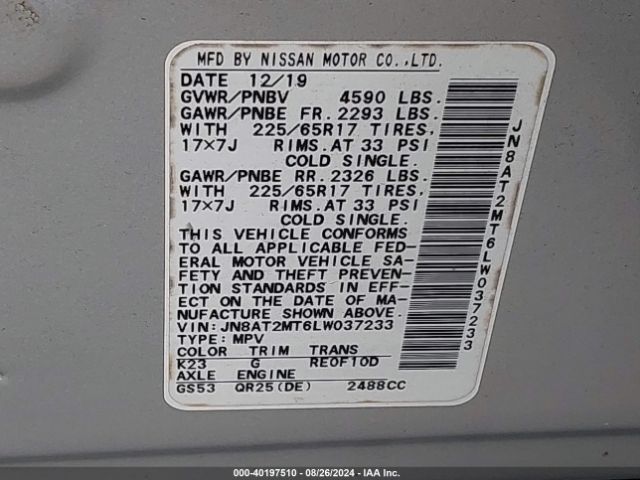 MFD BY NISSAN MOTOR CO.,LTD.
DATE 12/19
GVWR/PNBV 4590 LBS.
GAWR/PNBE FR. 2293 LBS.
WITH 225/65R17 TIRES,
17×7J RIMS.AT 33 PSI
COLD SINGLE.
GAWR/PNBE RR. 2326 LBS.
WITH 225/65R17 TIRES,
17×7J RIMS.AT 33 PSI
COLD SINGLE.
THIS VEHICLE CONFORMS
TO ALL APPLICABLE FED-
ERAL MOTOR VEHICLE SA-
FETY AND THEFT PREVEN-
TION STANDARDS IN EFF-
ECT ON THE DATE OF MA-
NUFACTURE SHOWN ABOVE.
VIN: JN8AT2MT6LW037233
TYPE: MPV
COLOR TRIM TRANS
K23 G RE0F10D
AXLE ENGINE
GS53 QR25(DE) 2488CC
JN8AT2MT6LW037233
000-40197510 - 08/26/2024 - IAA Inc.